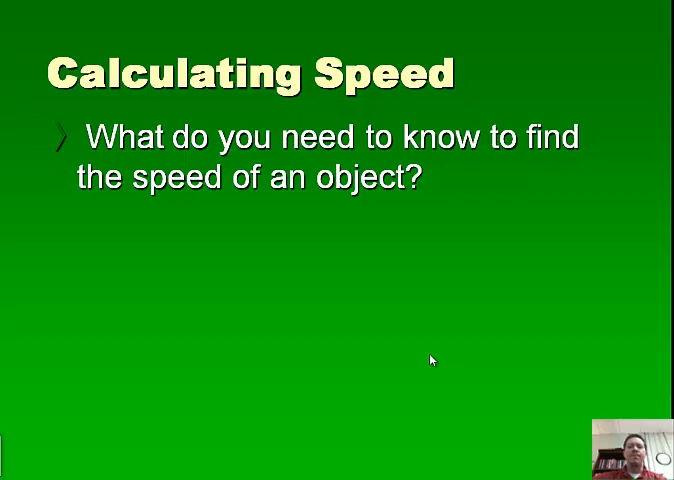 Calculating Speed
What do you need to know to find
the speed of an object?